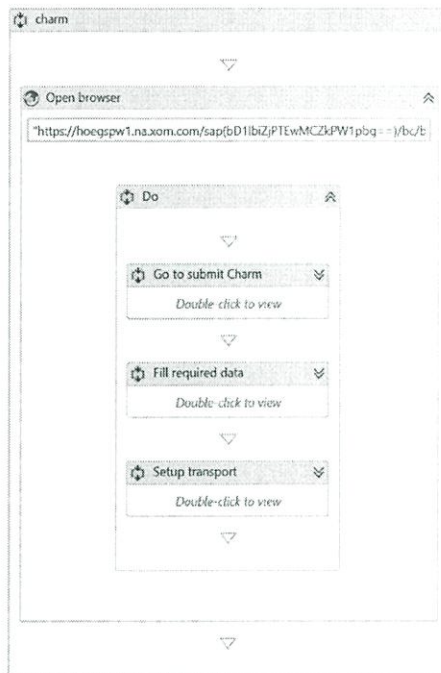 charm
Open browser
"https://hoegspw1.na.xom.com/sap(bD1lbiZjPTEwMCZkPW1pbg==)/bc/b
Do
Go to submit Charm
Double-click to view
Fill required data
Double-click to view
Setup transport
Double-click to view